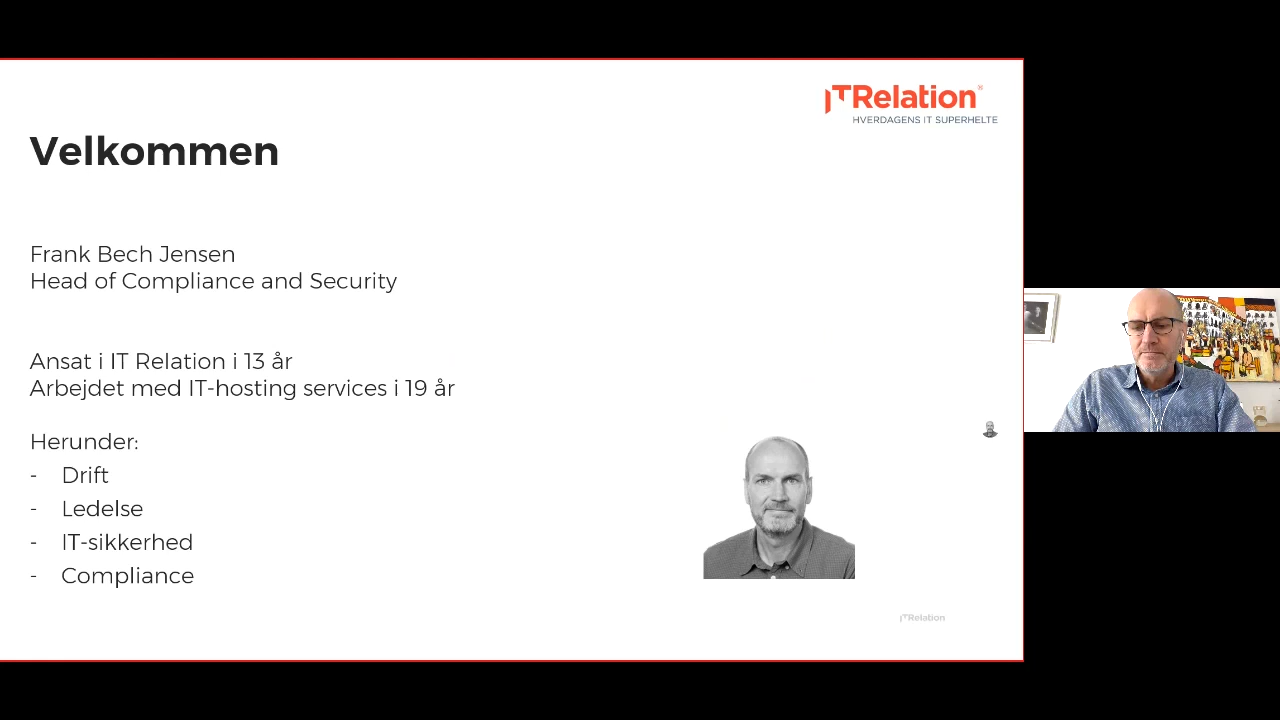 ITRelation®
HVERDAGENS IT SUPERHELTE
Velkommen
Frank Bech Jensen
Head of Compliance and Security
Ansat i IT Relation i 13 år
Arbejdet med IT-hosting services i 19 år
Herunder:
- Drift
- Ledelse
- IT-sikkerhed
- Compliance
ITRelation